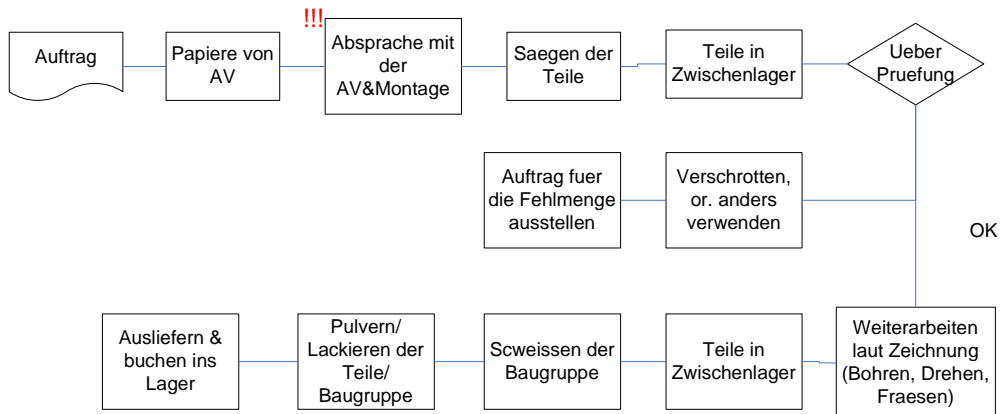 !!!
Auftrag
Papiere von
AV
Absprache mit
der
AV&Montage
Saegen der
Teile
Teile in
Zwischenlager
Ueber
Pruefung
Auftrag fuer
die Fehlmenge
ausstellen
Verschrotten,
or. anders
verwenden
OK
Ausliefern &
buchen ins
Lager
Pulvern/
Lackieren der
Teile/
Baugruppe
Scweissen der
Baugruppe
Teile in
Zwischenlager
Weiterarbeiten
laut Zeichnung
(Bohren, Drehen,
Fraesen)